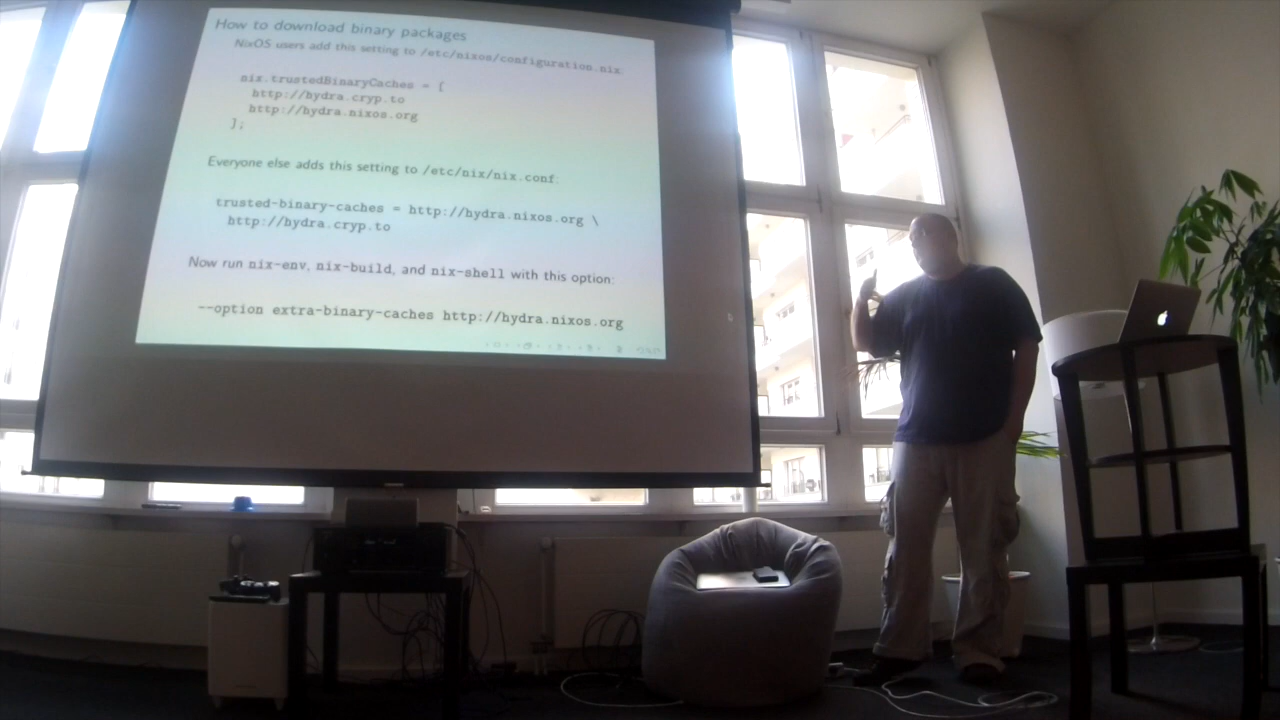 How to download binary packages
NixOS users add this setting to /etc/nixos/configuration.nix:
nix.trustedBinaryCaches = [
http://hydra.cryp.to
http://hydra.nixos.org
];
Everyone else adds this setting to /etc/nix/nix.conf:
trusted-binary-caches = http://hydra.nixos.org \
http://hydra.cryp.to
Now run nix-env, nix-build, and nix-shell with this option:
--option extra-binary-caches http://hydra.nixos.org